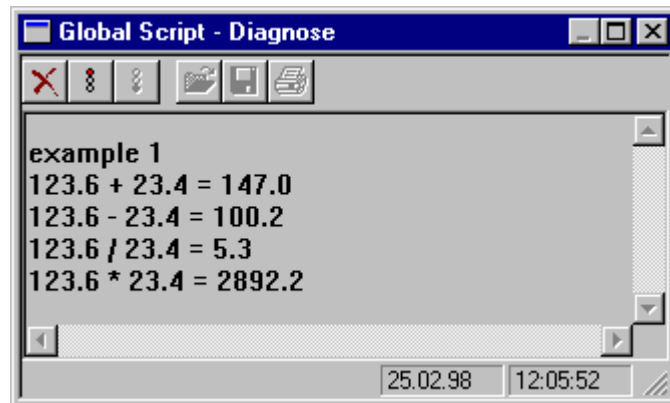 Global Script - Diagnose
example 1
123.6 + 23.4 = 147.0
123.6 - 23.4 = 100.2
123.6 / 23.4 = 5.3
123.6 * 23.4 = 2892.2
25.02.98 12:05:52